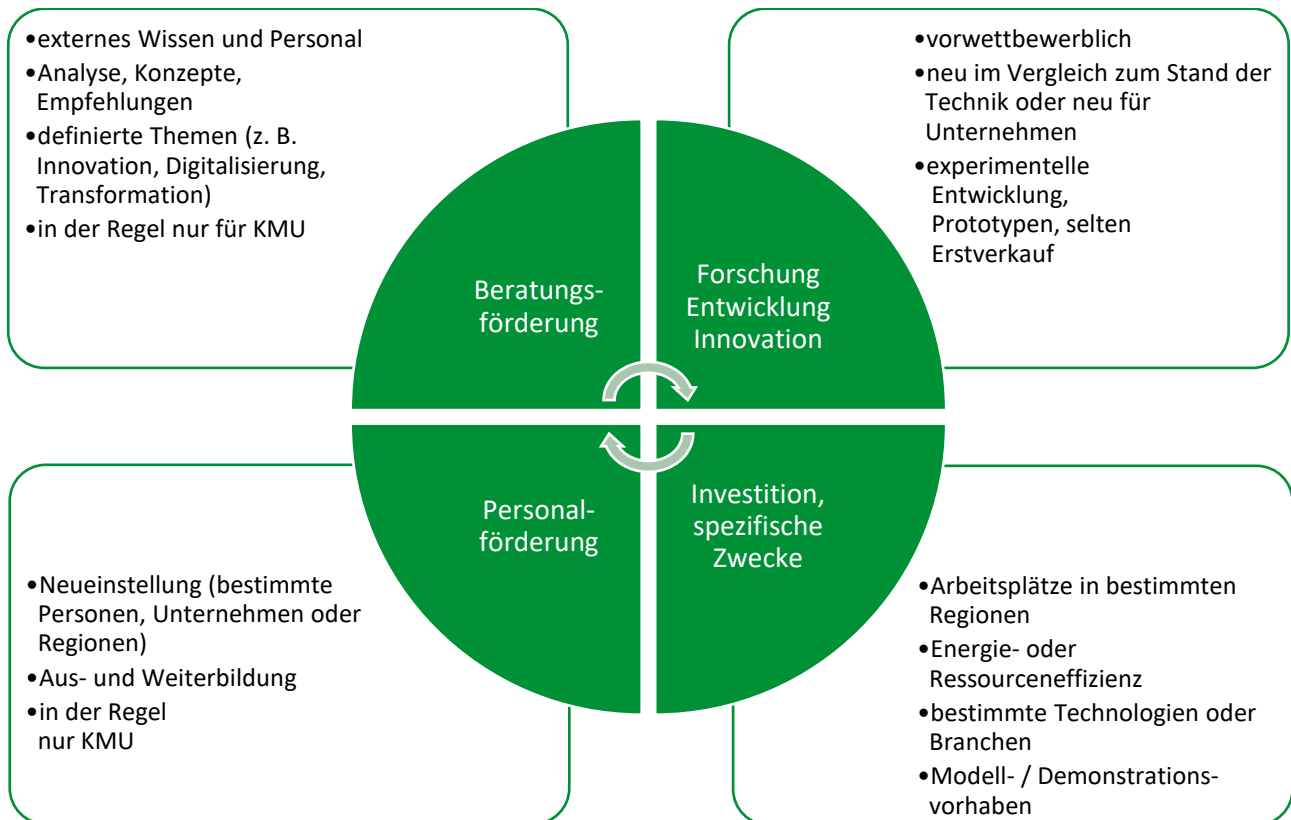 •externes Wissen und Personal
•Analyse, Konzepte,
Empfehlungen
•definierte Themen (z. B.
Innovation, Digitalisierung,
Transformation)
•in der Regel nur für KMU
•vorwettbewerblich
•neu im Vergleich zum Stand der
Technik oder neu für
Unternehmen
•experimentelle
Entwicklung,
Prototypen, selten
Erstverkauf
Beratungs-
förderung
Forschung
Entwicklung
Innovation
Personal-
förderung
Investition,
spezifische
Zwecke
•Neueinstellung (bestimmte
Personen, Unternehmen oder
Regionen)
•Aus- und Weiterbildung
•in der Regel
nur KMU
•Arbeitsplätze in bestimmten
Regionen
•Energie- oder
Ressourceneffizienz
•bestimmte Technologien oder
Branchen
•Modell- / Demonstrations-
vorhaben